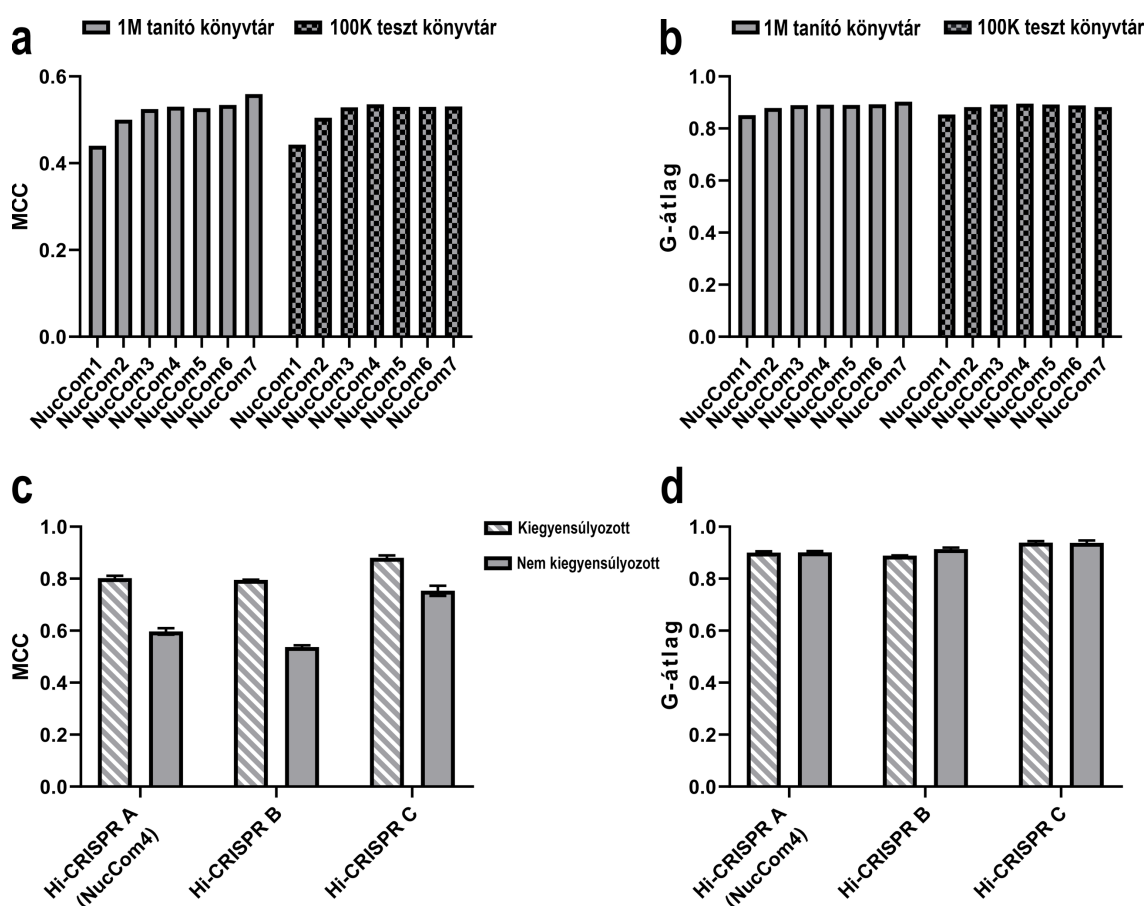 a
1M tanító könyvtár
100K teszt könyvtár
MCC
0.6
0.4
0.2
0.0
NucCom1
NucCom2
NucCom3
NucCom4
NucCom5
NucCom6
NucCom7
NucCom1
NucCom2
NucCom3
NucCom4
NucCom5
NucCom6
NucCom7
b
1M tanító könyvtár
100K teszt könyvtár
G-átlag
1.0
0.8
0.6
0.4
0.2
0.0
NucCom1
NucCom2
NucCom3
NucCom4
NucCom5
NucCom6
NucCom7
NucCom1
NucCom2
NucCom3
NucCom4
NucCom5
NucCom6
NucCom7
c
MCC
1.0
0.8
0.6
0.4
0.2
0.0
Hi-CRISPR A
(NucCom4)
Hi-CRISPR B
Hi-CRISPR C
Kiegyensúlyozott
Nem kiegyensúlyozott
d
G-átlag
1.0
0.8
0.6
0.4
0.2
0.0
Hi-CRISPR A
(NucCom4)
Hi-CRISPR B
Hi-CRISPR C